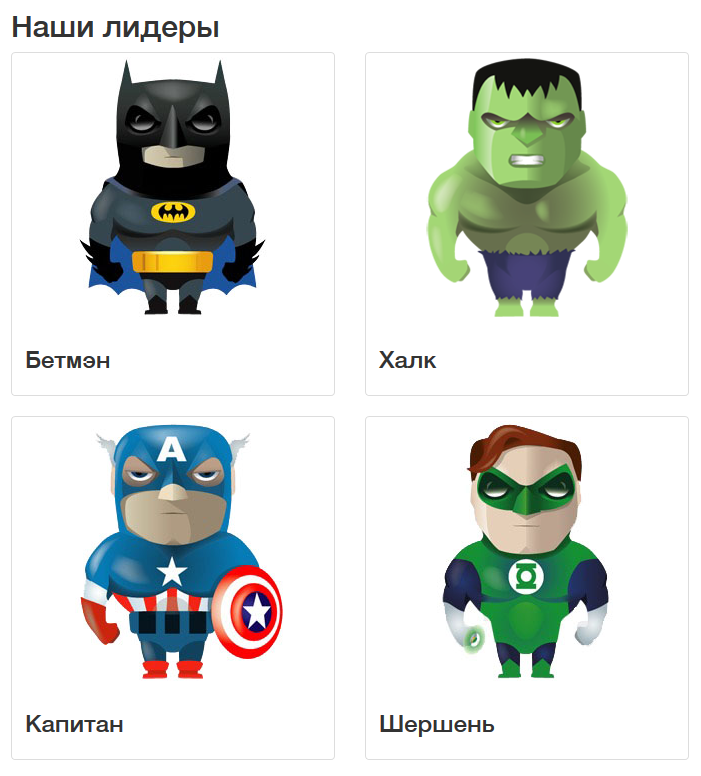 Наши лидеры
Бетмэн
Халк
A
Капитан
Шершень